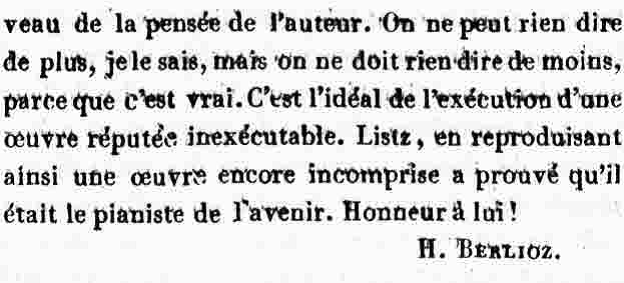 veau de la pensée de l'auteur. On ne peut rien dire
de plus, je le sais, mais on ne doit rien dire de moins,
parce que c'est vrai. C'est l'idéal de l'exécution d'une
œuvre réputée inexécutable. Listz, en reproduisant
ainsi une œuvre encore incomprise a prouvé qu'il
était le pianiste de l'avenir. Honneur à lui!
H. BERLIOZ.